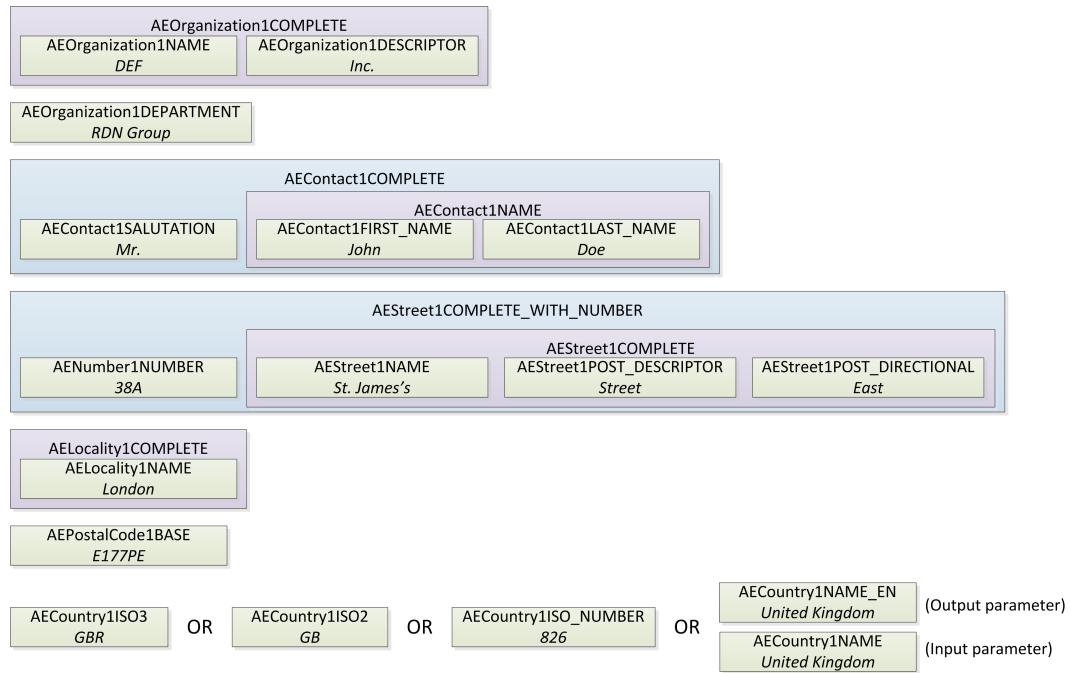 AEOrganization1COMPLETE
AEOrganization1NAME AEOrganization1DESCRIPTOR
DEF Inc.
AEOrganization1DEPARTMENT
RDN Group
AEContact1COMPLETE
AEContact1NAME
AEContact1SALUTATION AEContact1FIRST_NAME AEContact1LAST_NAME
Mr. John Doe
AEStreet1COMPLETE_WITH_NUMBER
AEStreet1COMPLETE
AENumber1NUMBER AEStreet1NAME AEStreet1POST_DESCRIPTOR AEStreet1POST_DIRECTIONAL
38A St. James’s Street East
AELocality1COMPLETE
AELocality1NAME
London
AEPostalCode1BASE
E177PE
AECountry1ISO3 OR AECountry1ISO2 OR AECountry1ISO_NUMBER OR AECountry1NAME_EN (Output parameter)
GBR GB 826 United Kingdom
AECountry1NAME (Input parameter)
United Kingdom